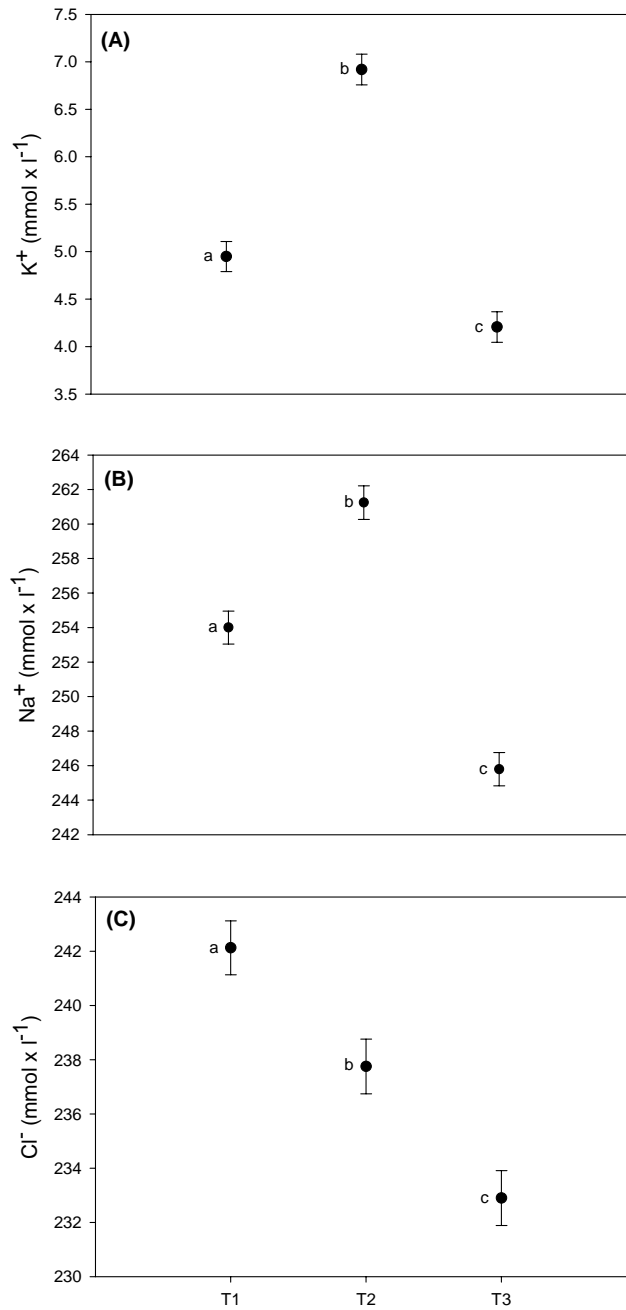 (A)
7.5
7.0
6.5
6.0
5.5
5.0
4.5
4.0
3.5
K+ (mmol x l-1)
b
a
c
(B)
264
262
260
258
256
254
252
250
248
246
244
242
Na+ (mmol x l-1)
b
a
c
(C)
244
242
240
238
236
234
232
230
Cl- (mmol x l-1)
a
b
c
T1 T2 T3